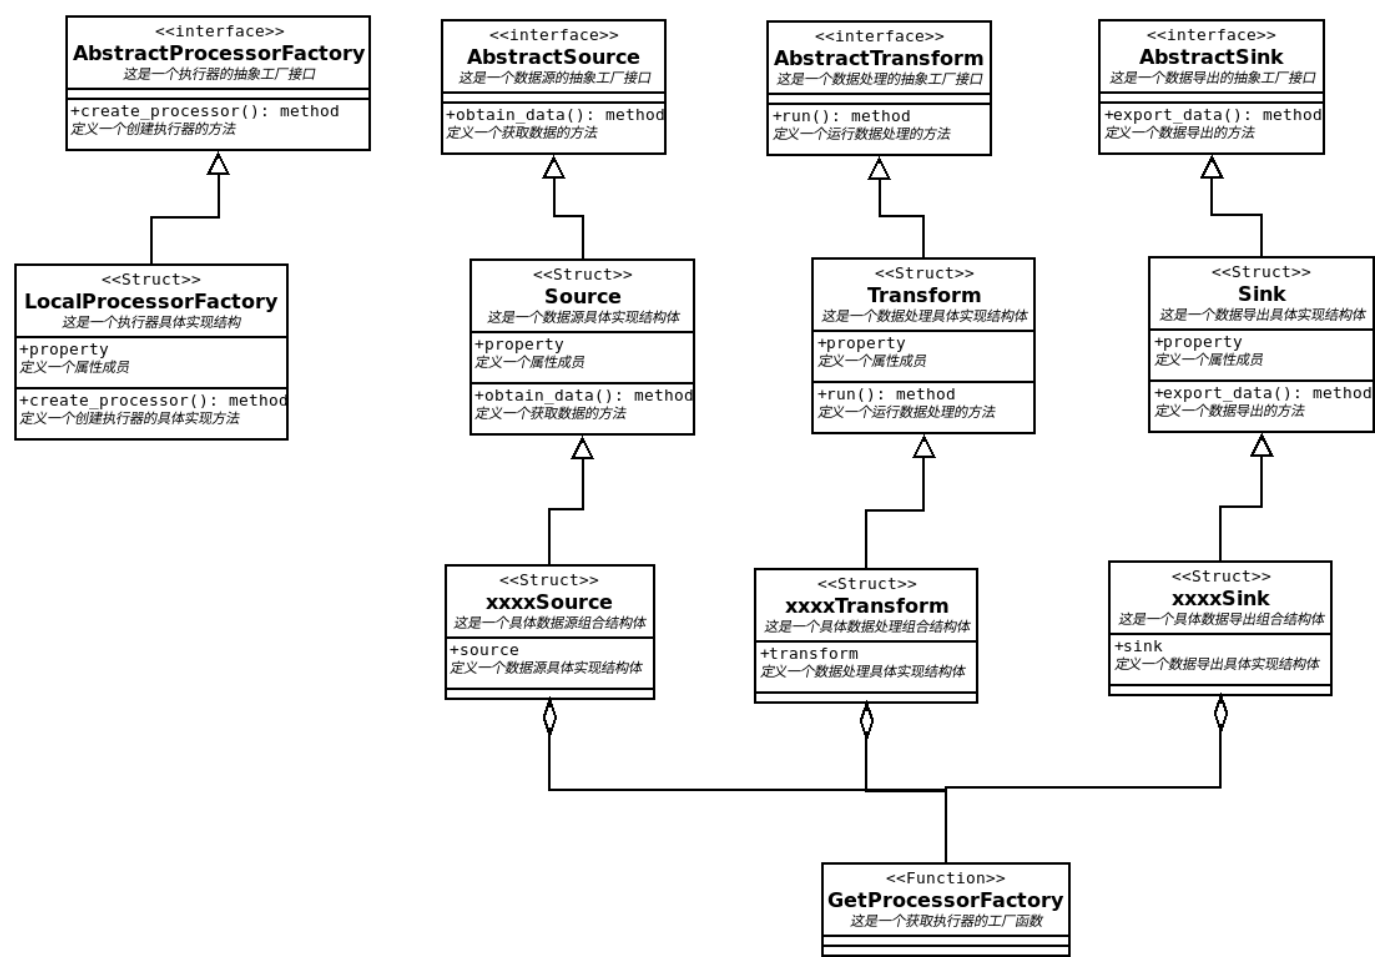 <<interface>>
AbstractProcessorFactory
这是一个执行器的抽象工厂接口
+create_processor(): method
定义一个创建执行器的方法
<<interface>>
AbstractSource
这是一个数据源的抽象工厂接口
+obtain_data(): method
定义一个获取数据的方法
<<interface>>
AbstractTransform
这是一个数据处理的抽象工厂接口
+run(): method
定义一个运行数据处理的方法
<<interface>>
AbstractSink
这是一个数据导出的抽象工厂接口
+export_data(): method
定义一个数据导出的方法
<<Struct>>
LocalProcessorFactory
这是一个执行器具体实现结构
+property
定义一个属性成员
+create_processor(): method
定义一个创建执行器的具体实现方法
<<Struct>>
Source
这是一个数据源具体实现结构体
+property
定义一个属性成员
+obtain_data(): method
定义一个获取数据的方法
<<Struct>>
Transform
这是一个数据处理具体实现结构体
+property
定义一个属性成员
+run(): method
定义一个运行数据处理的方法
<<Struct>>
Sink
这是一个数据导出具体实现结构体
+property
定义一个属性成员
+export_data(): method
定义一个数据导出的方法
<<Struct>>
xxxxSource
这是一个具体数据源组合结构体
+source
定义一个数据源具体实现结构体
<<Struct>>
xxxxTransform
这是一个具体数据处理组合结构体
+transform
定义一个数据处理具体实现结构体
<<Struct>>
xxxxSink
这是一个具体数据导出组合结构体
+sink
定义一个数据导出具体实现结构体
<<Function>>
GetProcessorFactory
这是一个获取执行器的工厂函数